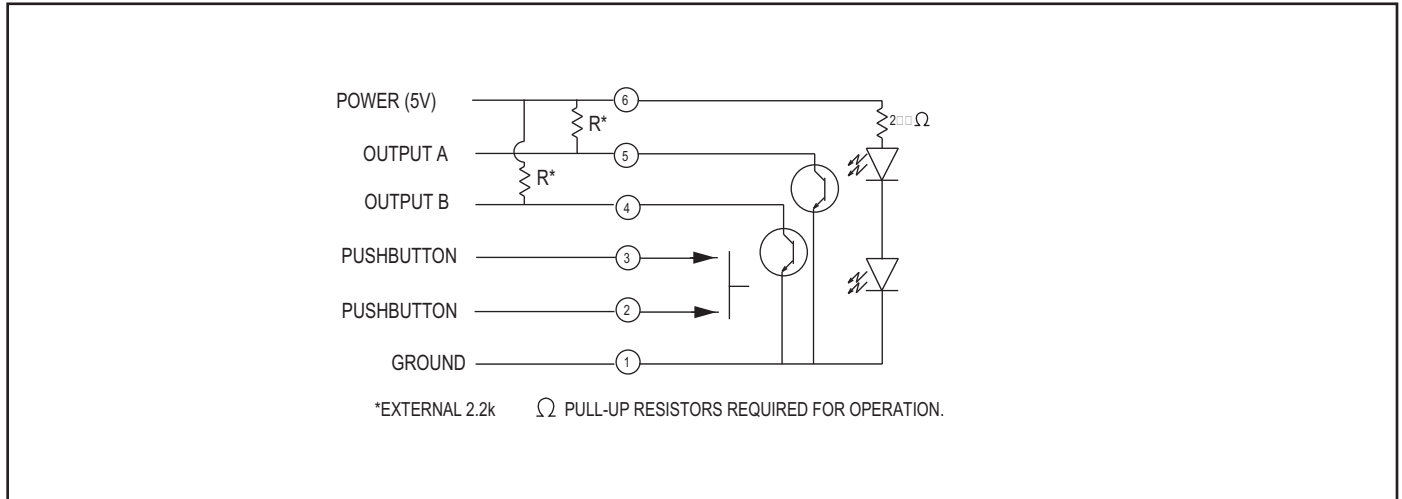 POWER (5V)
6
2□□Ω
R*
OUTPUT A
5
R*
OUTPUT B
4
PUSHBUTTON
3
PUSHBUTTON
2
GROUND
1
*EXTERNAL 2.2k Ω PULL-UP RESISTORS REQUIRED FOR OPERATION.